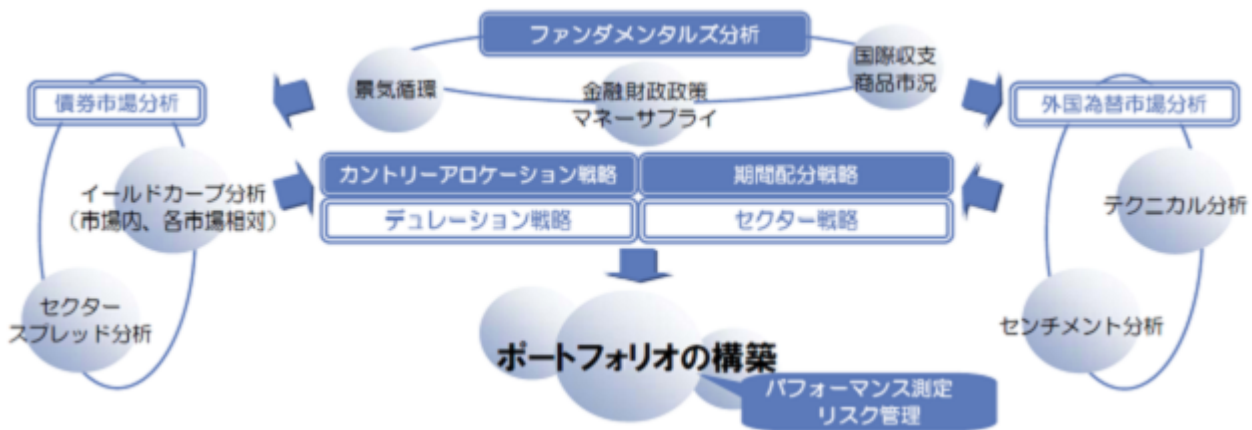 ファンダメンタルズ分析
景気循環
金融財政政策
マネーサプライ
国際収支
商品市況
債券市場分析
イールドカーブ分析
(市場内、各市場相対)
セクター
スプレッド分析
外国為替市場分析
テクニカル分析
センチメント分析
カントリーアロケーション戦略
期間配分戦略
デュレーション戦略
セクター戦略
ポートフォリオの構築
パフォーマンス測定
リスク管理